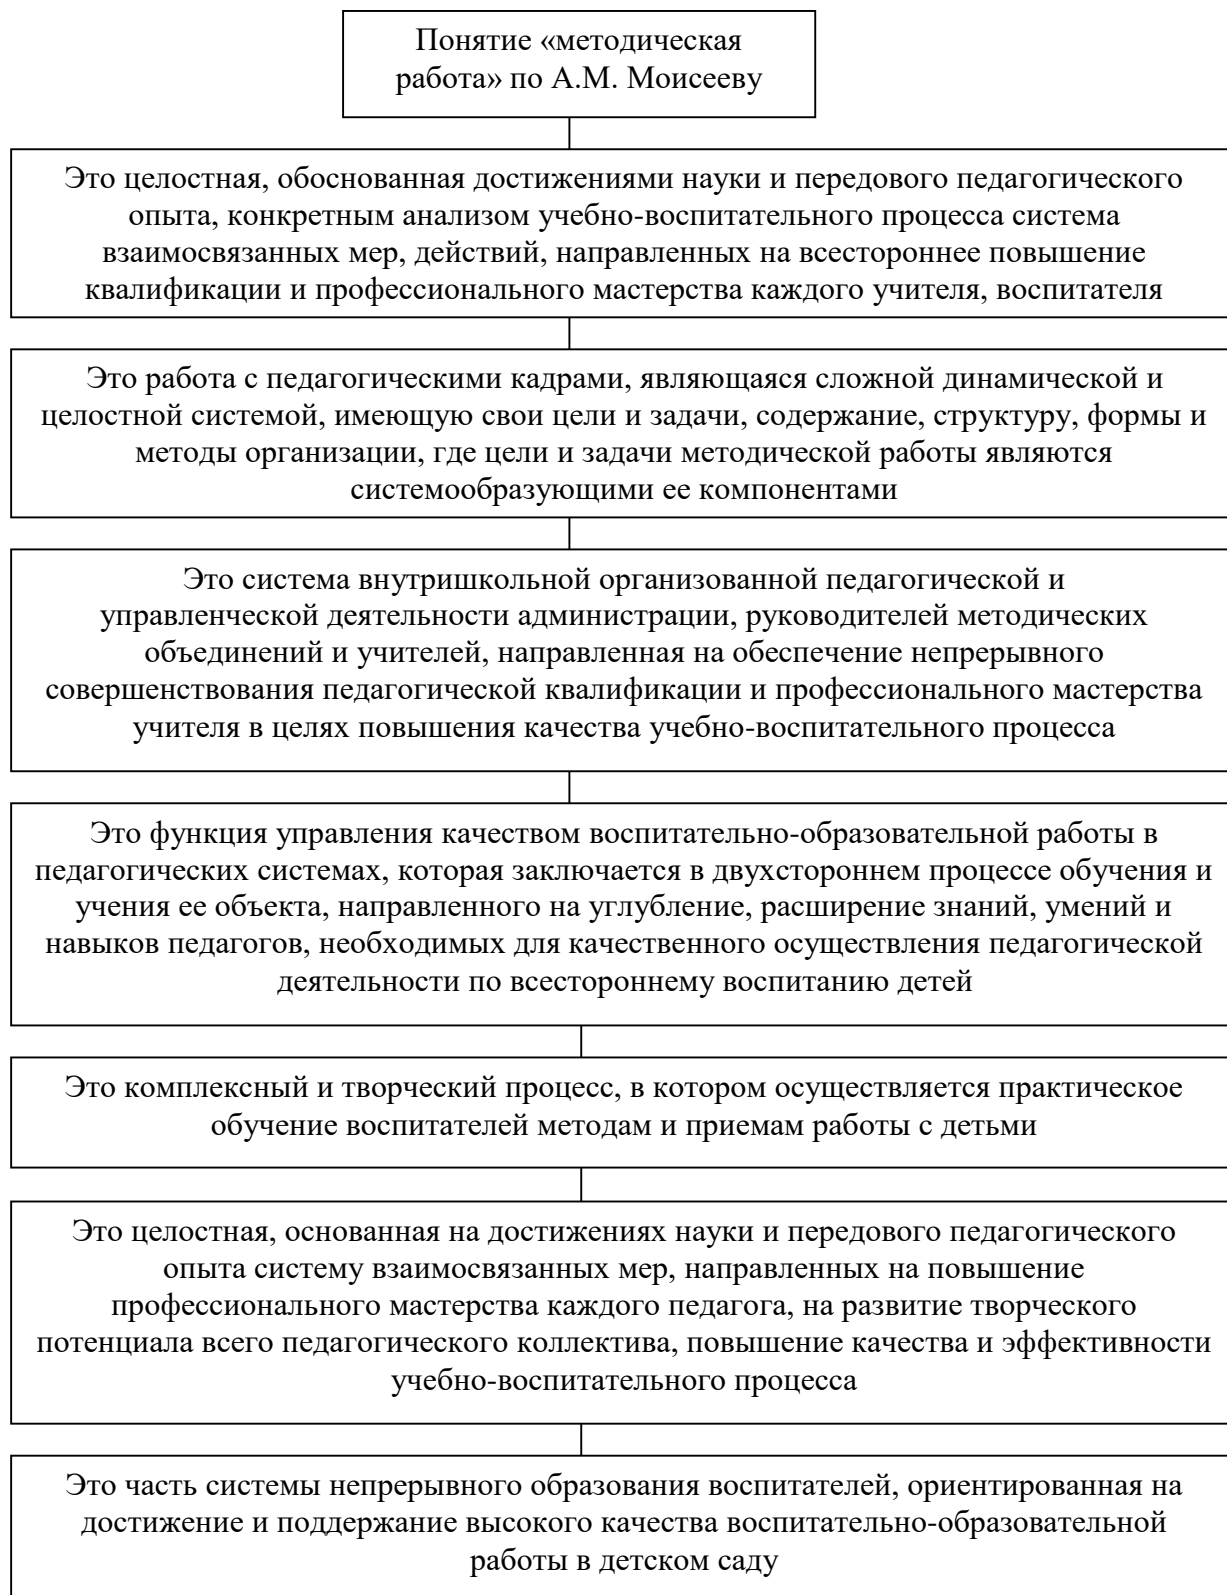 Понятие «методическая
работа» по А.М. Моисееву
Это целостная, обоснованная достижениями науки и передового педагогического
опыта, конкретным анализом учебно-воспитательного процесса система
взаимосвязанных мер, действий, направленных на всестороннее повышение
квалификации и профессионального мастерства каждого учителя, воспитателя
Это работа с педагогическими кадрами, являющаяся сложной динамической и
целостной системой, имеющую свои цели и задачи, содержание, структуру, формы и
методы организации, где цели и задачи методической работы являются
системообразующими ее компонентами
Это система внутришкольной организованной педагогической и
управленческой деятельности администрации, руководителей методических
объединений и учителей, направленная на обеспечение непрерывного
совершенствования педагогической квалификации и профессионального мастерства
учителя в целях повышения качества учебно-воспитательного процесса
Это функция управления качеством воспитательно-образовательной работы в
педагогических системах, которая заключается в двухстороннем процессе обучения и
учения ее объекта, направленного на углубление, расширение знаний, умений и
навыков педагогов, необходимых для качественного осуществления педагогической
деятельности по всестороннему воспитанию детей
Это комплексный и творческий процесс, в котором осуществляется практическое
обучение воспитателей методам и приемам работы с детьми
Это целостная, основанная на достижениях науки и передового педагогического
опыта систему взаимосвязанных мер, направленных на повышение
профессионального мастерства каждого педагога, на развитие творческого
потенциала всего педагогического коллектива, повышение качества и эффективности
учебно-воспитательного процесса
Это часть системы непрерывного образования воспитателей, ориентированная на
достижение и поддержание высокого качества воспитательно-образовательной
работы в детском саду